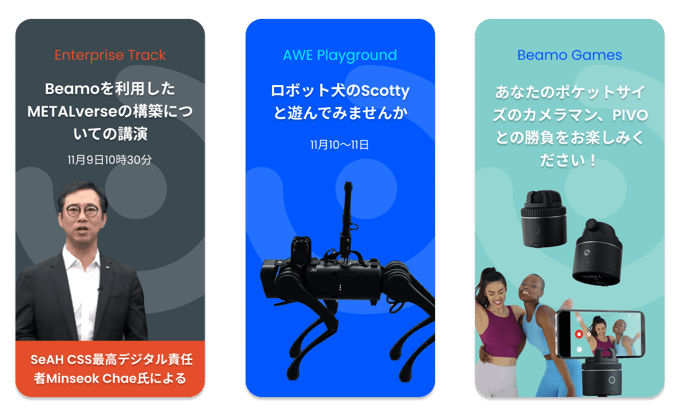 Enterprise Track
Beamoを利用した
METALverseの構築につ
いての講演
11月9日10時30分
SeAH CSS最高デジタル責任
者Minseok Chae氏による
AWE Playground
ロボット犬のScotty
と遊んでみませんか
11月10～11日
Beamo Games
あなたのポケットサイ
ズのカメラマン、PIVO
との勝負をお楽しみく
ださい！